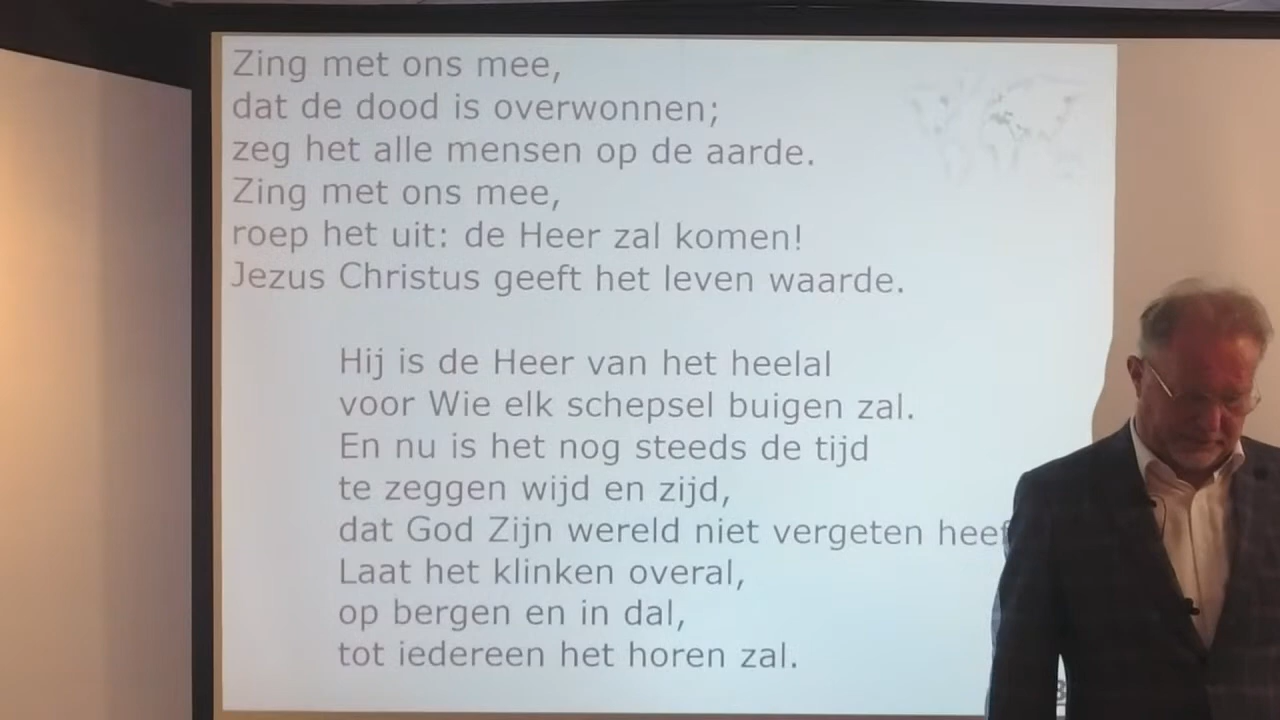 Zing met ons mee,
dat de dood is overwonnen;
zeg het alle mensen op de aarde.
Zing met ons mee,
roep het uit: de Heer zal komen!
Jezus Christus geeft het leven waarde.
Hij is de Heer van het heelal
voor Wie elk schepsel buigen zal.
En nu is het nog steeds de tijd
te zeggen wijd en zijd,
dat God Zijn wereld niet vergeten heef
Laat het klinken overal,
op bergen en in dal,
tot iedereen het horen zal.